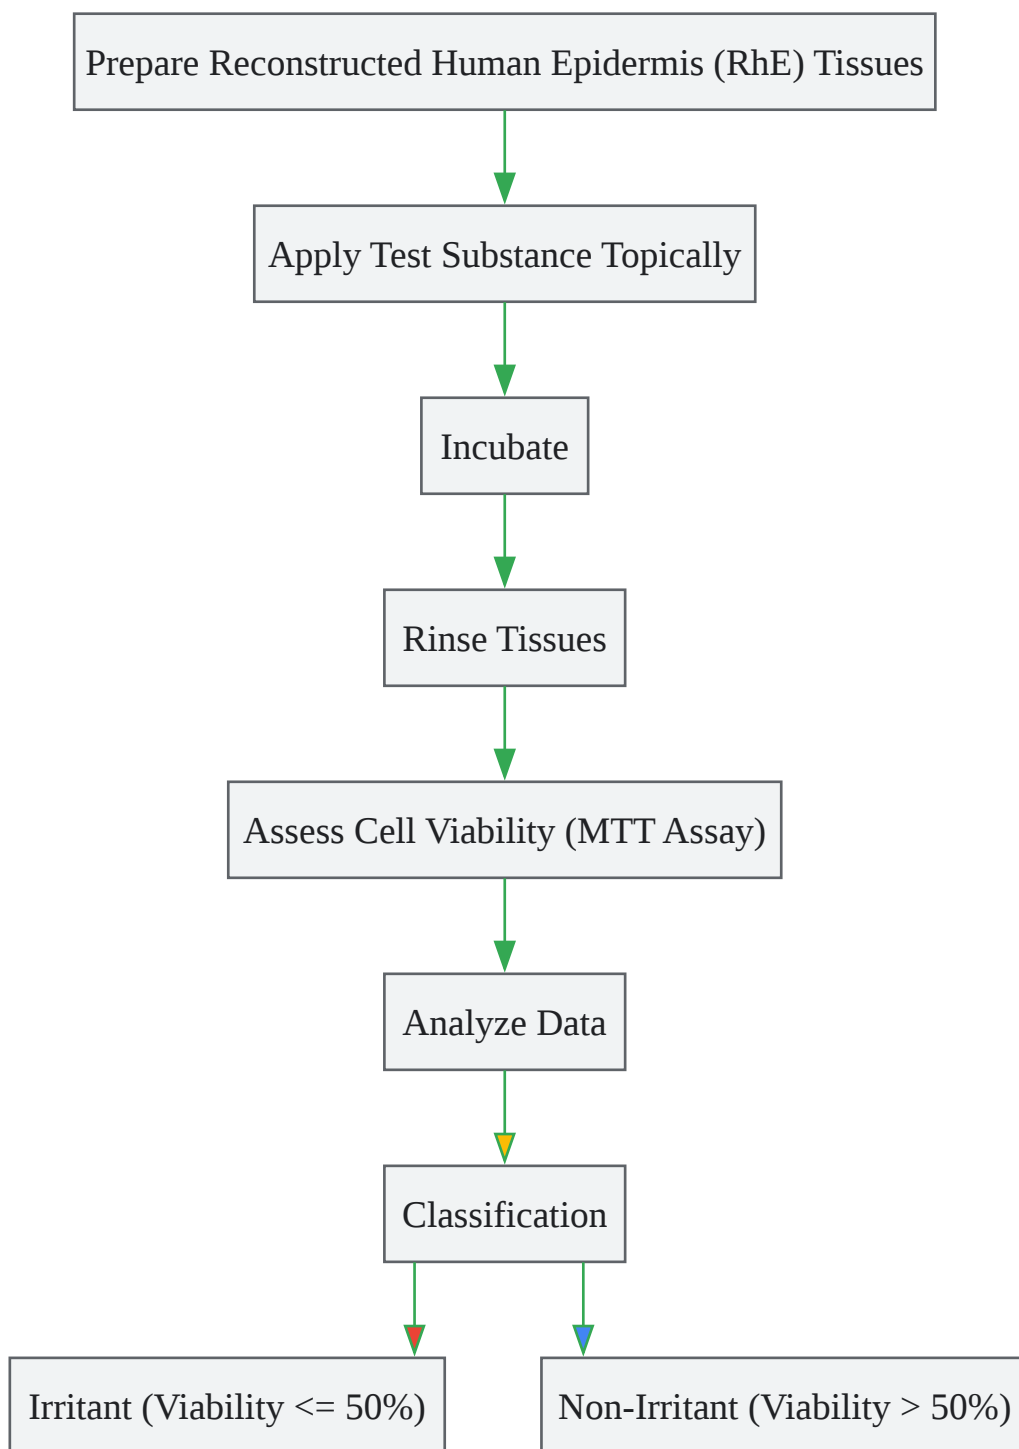 Prepare Reconstructed Human Epidermis (RhE) Tissues
Apply Test Substance Topically
Incubate
Rinse Tissues
Assess Cell Viability (MTT Assay)
Analyze Data
Classification
Irritant (Viability <= 50%)
Non-Irritant (Viability > 50%)